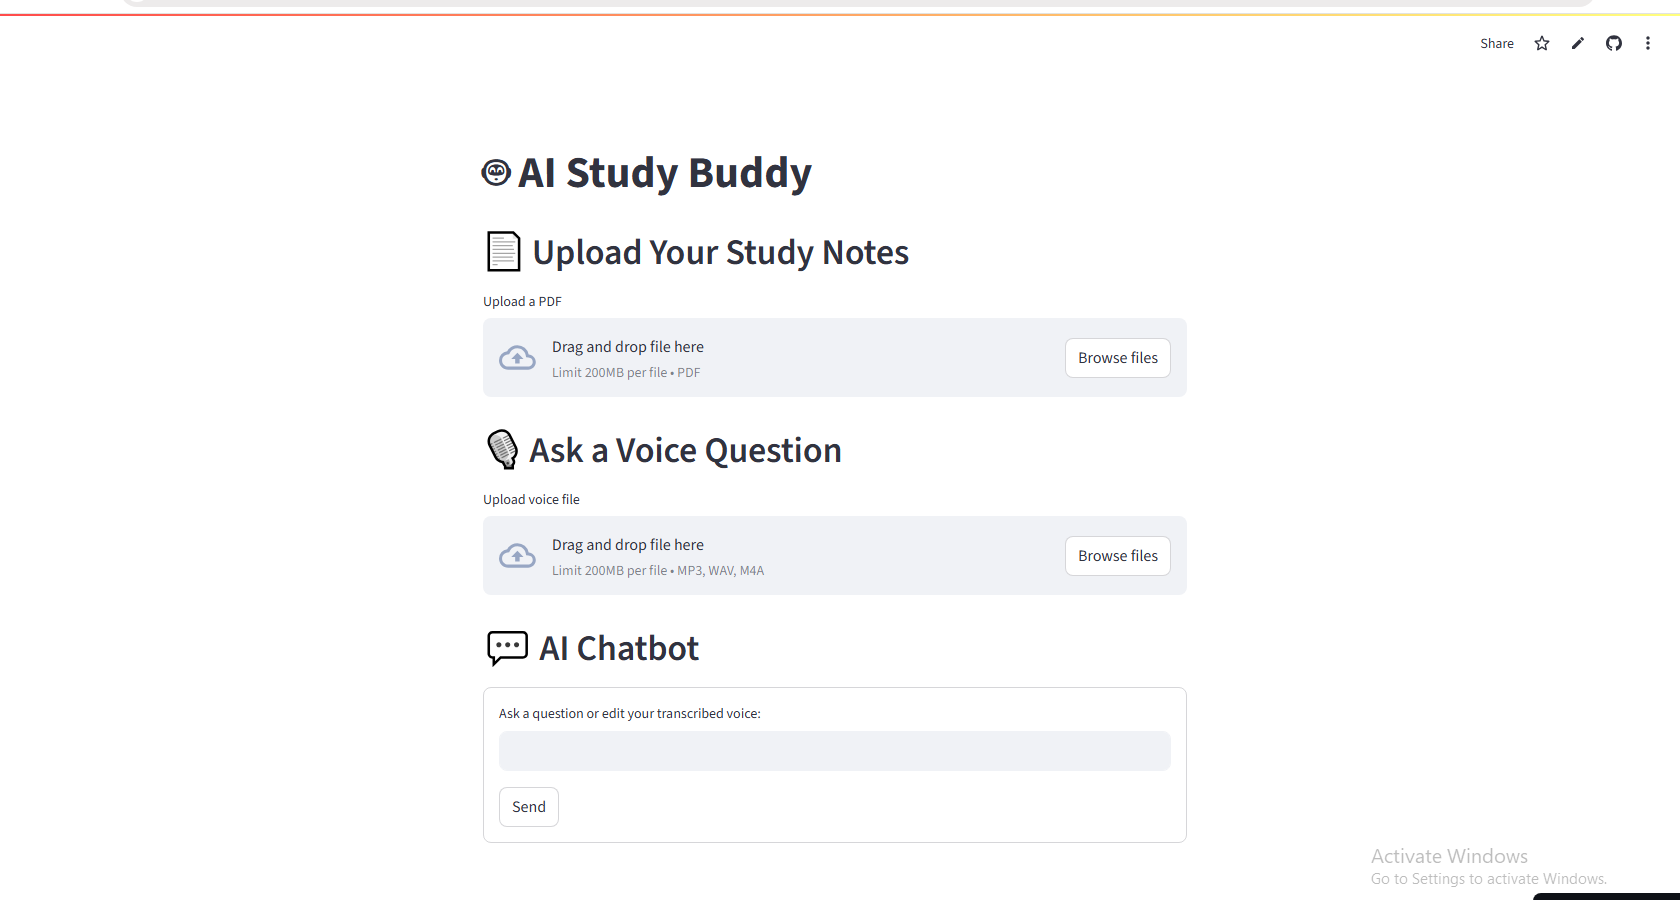 Share
AI Study Buddy
Upload Your Study Notes
Upload a PDF
Drag and drop file here
Limit 200MB per file • PDF
Browse files
Ask a Voice Question
Upload voice file
Drag and drop file here
Limit 200MB per file • MP3, WAV, M4A
Browse files
AI Chatbot
Ask a question or edit your transcribed voice:
Send
Activate Windows
Go to Settings to activate Windows.